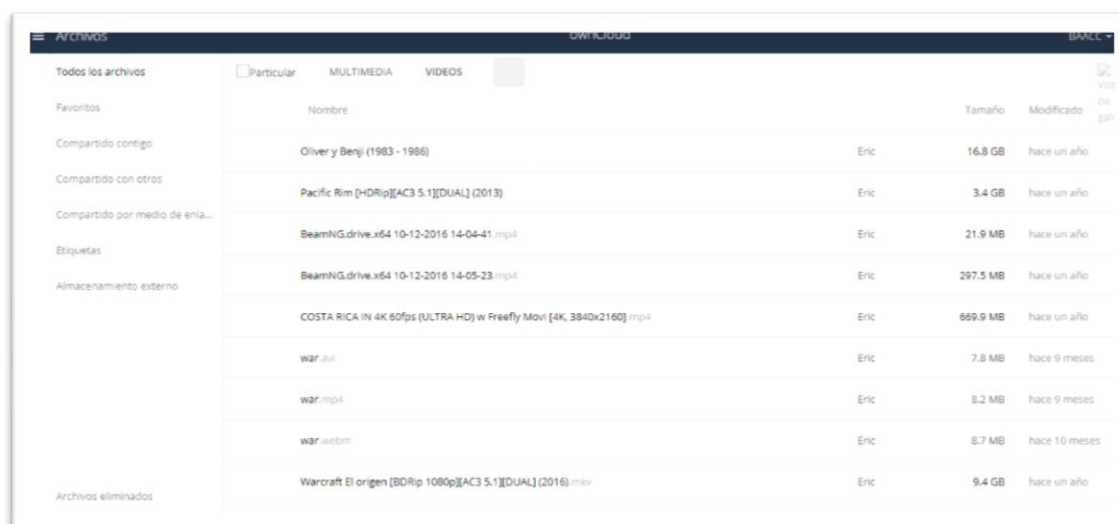 Archivos ownCloud BAACC
Todos los archivos
Favoritos
Compartido contigo
Compartido con otros
Compartido por medio de enla...
Etiquetas
Almacenamiento externo
Archivos eliminados
Particular MULTIMEDIA VIDEOS
Nombre Tamaño Modificado
Oliver y Benji (1983 - 1986) Eric 16.8 GB hace un año
Pacific Rim [HDRip][AC3 5.1][DUAL] (2013) Eric 3.4 GB hace un año
BeamNG.drive.x64 10-12-2016 14-04-41.mp4 Eric 21.9 MB hace un año
BeamNG.drive.x64 10-12-2016 14-05-23.mp4 Eric 297.5 MB hace un año
COSTA RICA IN 4K 60fps (ULTRA HD) w Freefly Movi [4K, 3840x2160].mp4 Eric 669.9 MB hace un año
war.avi Eric 7.8 MB hace 9 meses
war.mp4 Eric 8.2 MB hace 9 meses
war.webm Eric 8.7 MB hace 10 meses
Warcraft El origen [BDRip 1080p][AC3 5.1][DUAL] (2016).mkv Eric 9.4 GB hace un año